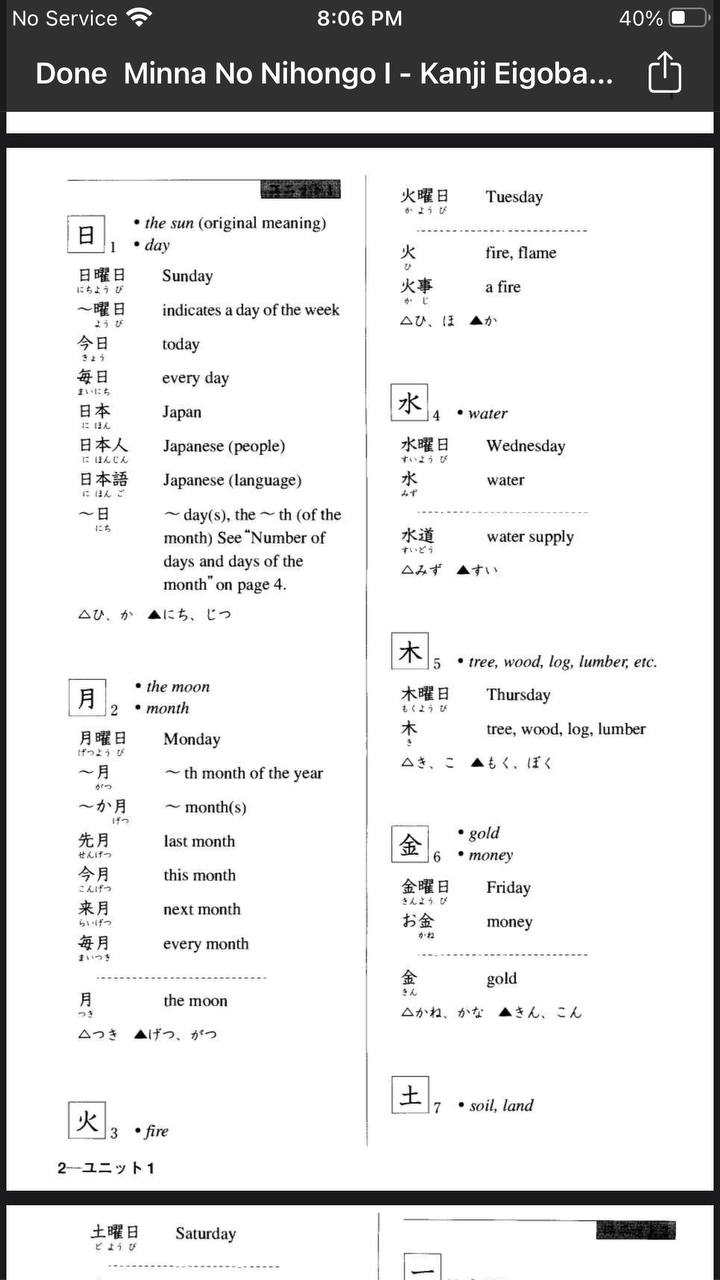 No Service 8:06 PM 40%
Done Minna No Nihongo I - Kanji Eigoba...
ユニット1
日 1 • the sun (original meaning)
• day
日曜日 Sunday
にちよう び
～曜日 indicates a day of the week
よう び
今日 today
きょう
毎日 every day
まいにち
日本 Japan
に ほん
日本人 Japanese (people)
に ほんじん
日本語 Japanese (language)
に ほん ご
～日 ～ day(s), the ～ th (of the
にち
month) See “Number of
days and days of the
month” on page 4.
△ひ、か ▲にち、じつ
月 2 • the moon
• month
月曜日 Monday
げつよう び
～月 ～ th month of the year
がつ
～か月 ～ month(s)
げつ
先月 last month
せんげつ
今月 this month
こんげつ
来月 next month
らいげつ
毎月 every month
まいつき
月 the moon
つき
△つき ▲げつ、がつ
火 3 • fire
火曜日 Tuesday
か よう び
火 fire, flame
ひ
火事 a fire
か じ
△ひ、ほ ▲か
水 4 • water
水曜日 Wednesday
すいよう び
水 water
みず
水道 water supply
すいどう
△みず ▲すい
木 5 • tree, wood, log, lumber, etc.
木曜日 Thursday
もくよう び
木 tree, wood, log, lumber
き
△き、こ ▲もく、ぼく
金 6 • gold
• money
金曜日 Friday
きんよう び
お金 money
かね
金 gold
きん
△かね、かな ▲きん、こん
土 7 • soil, land
2—ユニット1
土曜日 Saturday
ど よう び
一